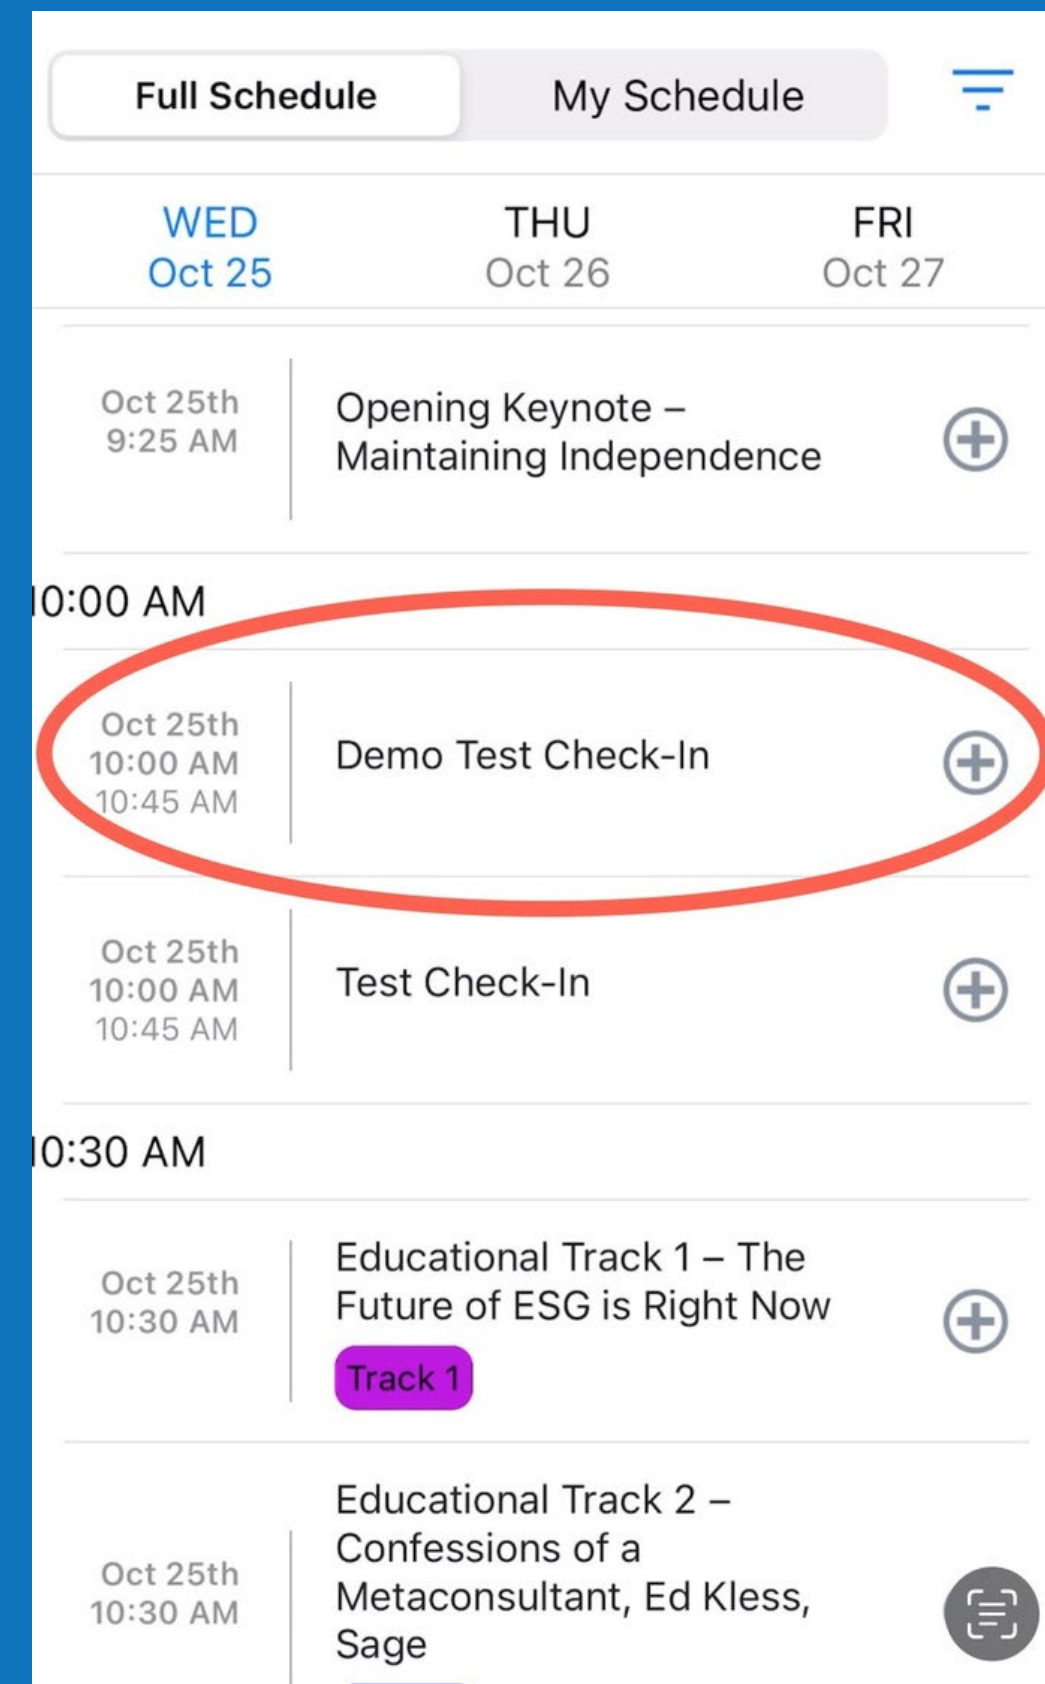 Full Schedule My Schedule
WED THU FRI
Oct 25 Oct 26 Oct 27
Oct 25th
9:25 AM
Opening Keynote –
Maintaining Independence
10:00 AM
Oct 25th
10:00 AM
10:45 AM
Demo Test Check-In
Oct 25th
10:00 AM
10:45 AM
Test Check-In
10:30 AM
Oct 25th
10:30 AM
Educational Track 1 – The
Future of ESG is Right Now
Track 1
Oct 25th
10:30 AM
Educational Track 2 –
Confessions of a
Metaconsultant, Ed Kless,
Sage